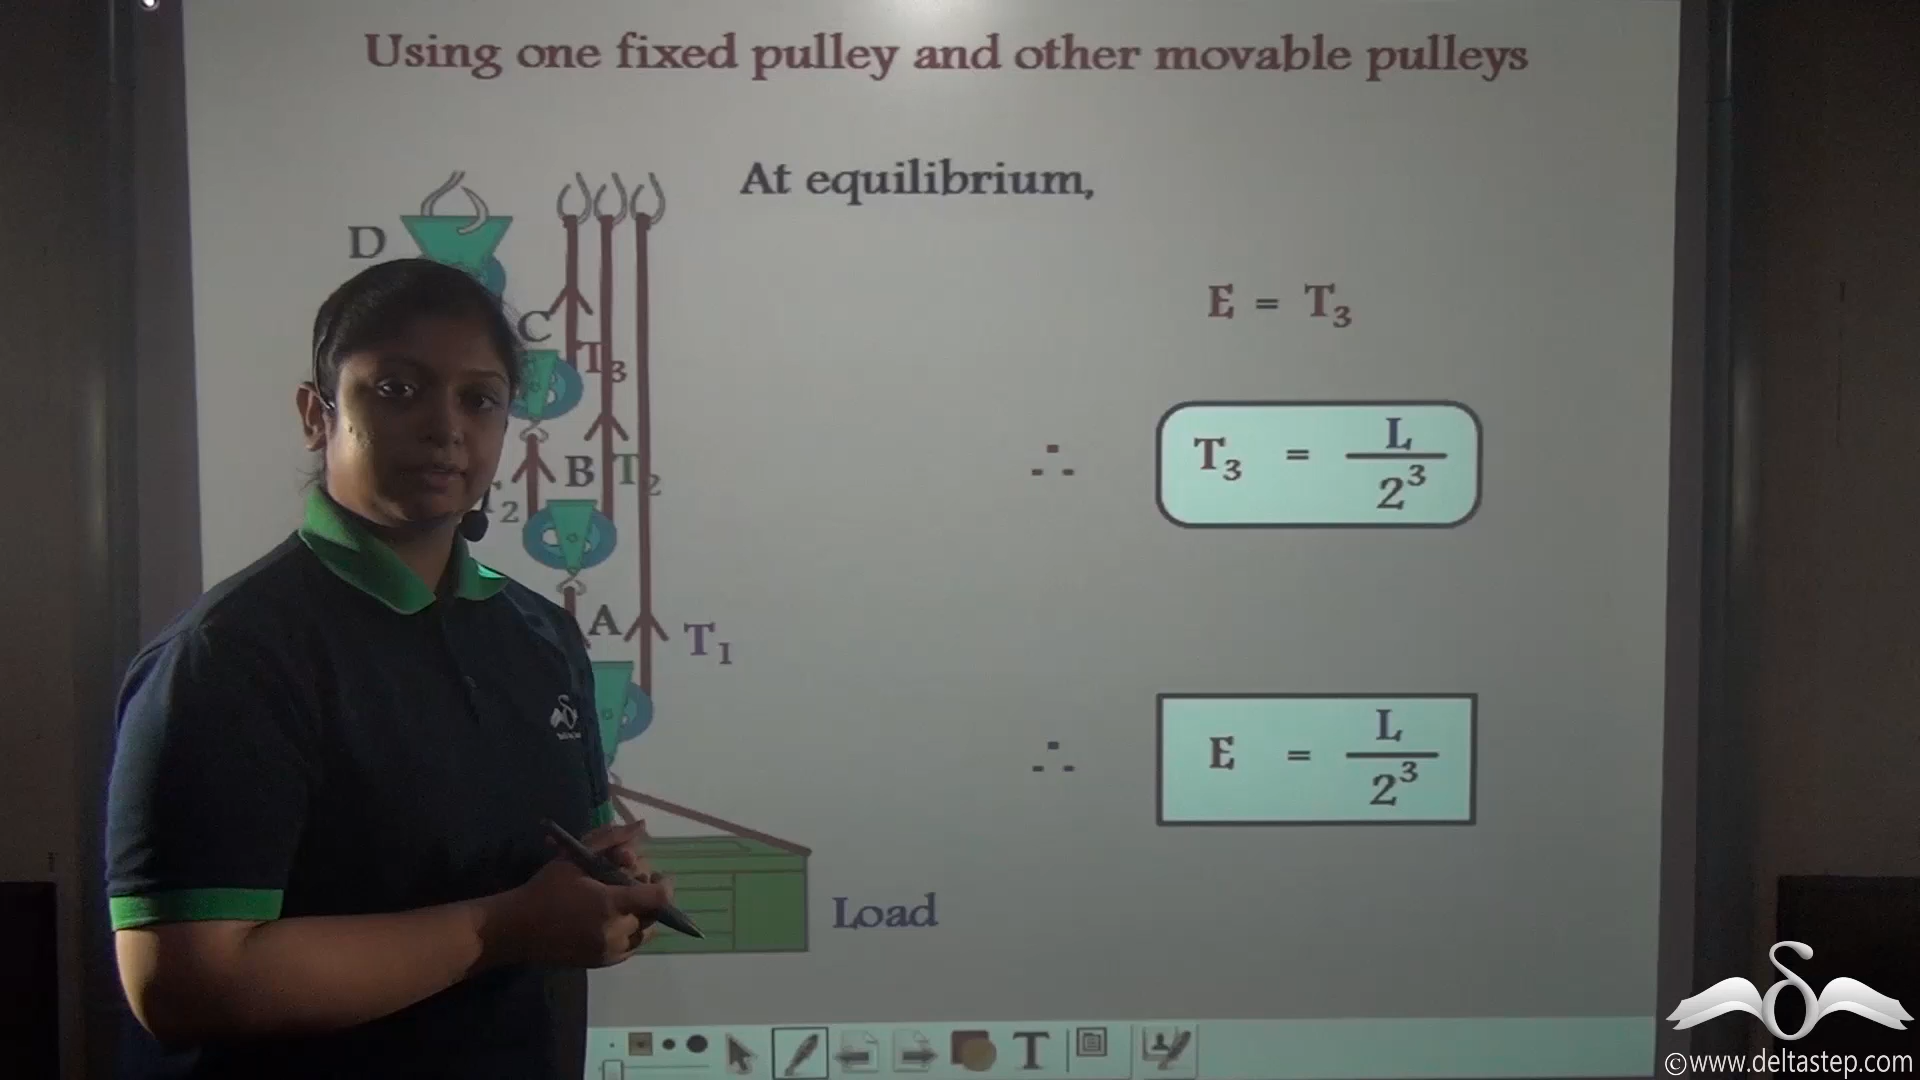 Using one fixed pulley and other movable pulleys
At equilibrium,
D
E = T₃
C
T₃
∴ T₃ = L / 2³
B T₂
₂
A
T₁
∴ E = L / 2³
Load
T
©www.deltastep.com